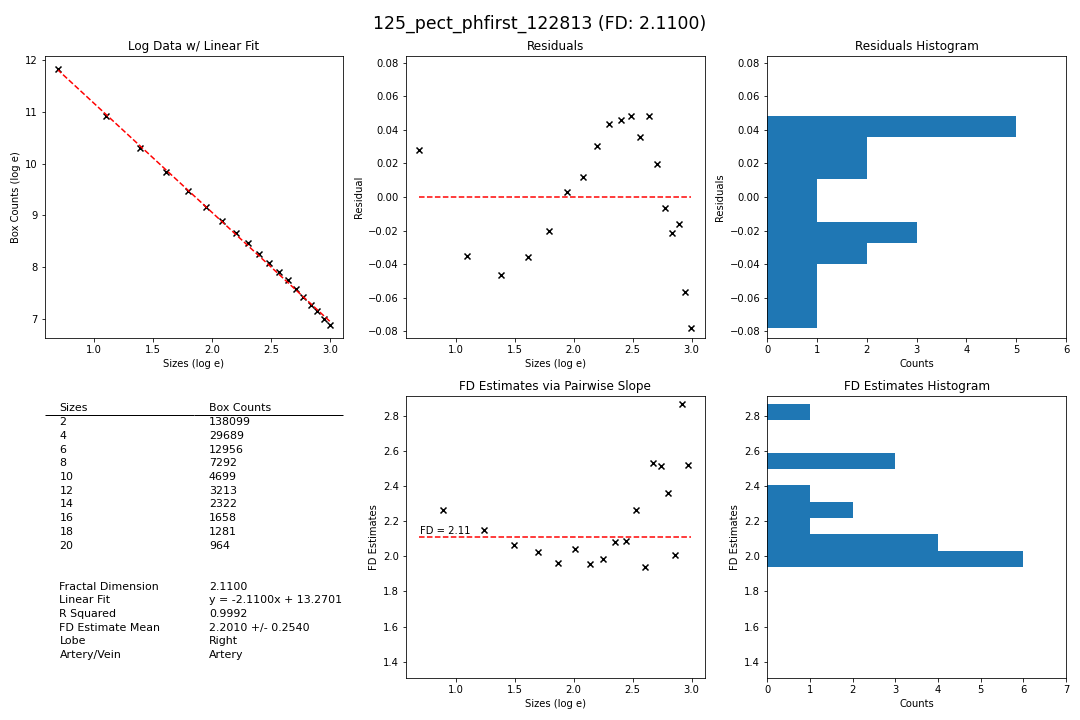 125_pect_phfirst_122813 (FD: 2.1100)
Log Data w/ Linear Fit
12
11
10
9
8
7
Box Counts (log e)
1.0 1.5 2.0 2.5 3.0
Sizes (log e)
Residuals
0.08
0.06
0.04
0.02
0.00
−0.02
−0.04
−0.06
−0.08
Residual
1.0 1.5 2.0 2.5 3.0
Residuals Histogram
0.08
0.06
0.04
0.02
0.00
−0.02
−0.04
−0.06
−0.08
Residuals
0 1 2 3 4 5 6
Counts
Sizes Box Counts
2 138099
4 29689
6 12956
8 7292
10 4699
12 3213
14 2322
16 1658
18 1281
20 964
Fractal Dimension 2.1100
Linear Fit y = -2.1100x + 13.2701
R Squared 0.9992
FD Estimate Mean 2.2010 +/- 0.2540
Lobe Right
Artery/Vein Artery
Sizes (log e)
FD Estimates via Pairwise Slope
2.8
2.6
2.4
2.2
2.0
1.8
1.6
1.4
FD Estimates
FD = 2.11
1.0 1.5 2.0 2.5 3.0
Sizes (log e)
FD Estimates Histogram
2.8
2.6
2.4
2.2
2.0
1.8
1.6
1.4
FD Estimates
0 1 2 3 4 5 6 7
Counts